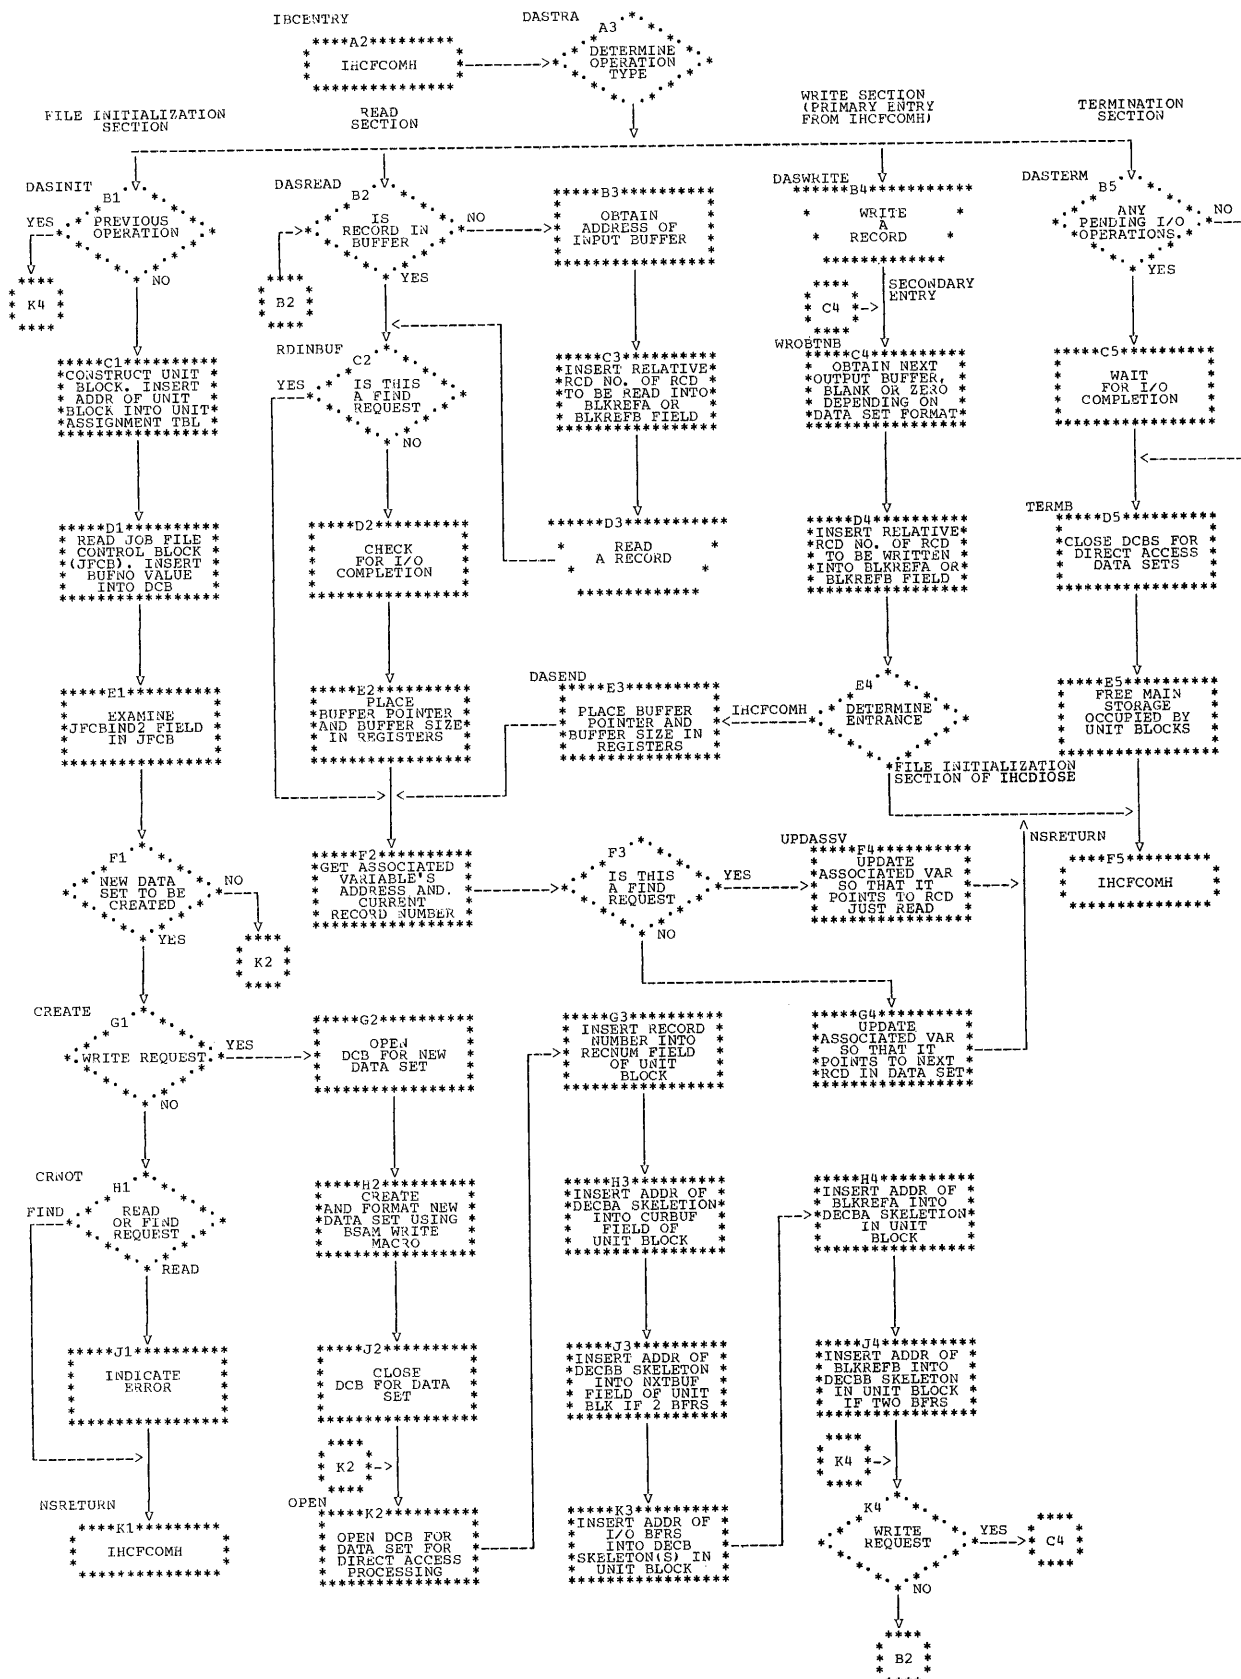 IBCENTRY
DASTRA
A2
IHCFCOMH
A3
DETERMINE
OPERATION
TYPE
FILE INITIALIZATION
SECTION
READ
SECTION
WRITE SECTION
(PRIMARY ENTRY
FROM IHCFCOMH)
TERMINATION
SECTION
DASINIT
B1
PREVIOUS
OPERATION
YES
NO
K4
DASREAD
B2
IS
RECORD IN
BUFFER
NO
YES
B2
B3
OBTAIN
ADDRESS OF
INPUT BUFFER
DASWRITE
B4
WRITE
A
RECORD
SECONDARY
ENTRY
C4
DASTERM
B5
ANY
PENDING I/O
OPERATIONS
NO
YES
C1
CONSTRUCT UNIT
BLOCK. INSERT
ADDR OF UNIT
BLOCK INTO UNIT
ASSIGNMENT TBL
RDINBUF
C2
IS THIS
A FIND
REQUEST
YES
NO
C3
INSERT RELATIVE
RCD NO. OF RCD
TO BE READ INTO
BLKREFA OR
BLKREFB FIELD
WROBTNB
C4
OBTAIN NEXT
OUTPUT BUFFER,
BLANK OR ZERO
DEPENDING ON
DATA SET FORMAT
C5
WAIT
FOR I/O
COMPLETION
D1
READ JOB FILE
CONTROL BLOCK
(JFCB). INSERT
BUFNO VALUE
INTO DCB
D2
CHECK
FOR I/O
COMPLETION
D3
READ
A RECORD
D4
INSERT RELATIVE
RCD NO. OF RCD
TO BE WRITTEN
INTO BLKREFA OR
BLKREFB FIELD
TERMB
D5
CLOSE DCBS FOR
DIRECT ACCESS
DATA SETS
E1
EXAMINE
JFCBIND2 FIELD
IN JFCB
E2
PLACE
BUFFER POINTER
AND BUFFER SIZE
IN REGISTERS
DASEND
E3
PLACE BUFFER
POINTER AND
BUFFER SIZE IN
REGISTERS
IHCFCOMH
E4
DETERMINE
ENTRANCE
FILE INITIALIZATION
SECTION OF IHCDIOSE
E5
FREE MAIN
STORAGE
OCCUPIED BY
UNIT BLOCKS
F1
NEW DATA
SET TO BE
CREATED
NO
YES
K2
F2
GET ASSOCIATED
VARIABLE'S
ADDRESS AND.
CURRENT
RECORD NUMBER
F3
IS THIS
A FIND
REQUEST
YES
NO
UPDASSV
F4
UPDATE
ASSOCIATED VAR
SO THAT IT
POINTS TO RCD
JUST READ
NSRETURN
F5
IHCFCOMH
CREATE
G1
WRITE REQUEST
YES
NO
G2
OPEN
DCB FOR NEW
DATA SET
G3
INSERT RECORD
NUMBER INTO
RECNUM FIELD
OF UNIT
BLOCK
G4
UPDATE
ASSOCIATED VAR
SO THAT IT
POINTS TO NEXT
RCD IN DATA SET
CRNOT
H1
READ
OR FIND
REQUEST
FIND
READ
H2
CREATE
AND FORMAT NEW
DATA SET USING
BSAM WRITE
MACRO
H3
INSERT ADDR OF
DECBA SKELETION
INTO CURBUF
FIELD OF
UNIT BLOCK
H4
INSERT ADDR OF
BLKREFA INTO
DECBA SKELETION
IN UNIT
BLOCK
J1
INDICATE
ERROR
J2
CLOSE
DCB FOR DATA
SET
J3
INSERT ADDR OF
DECBB SKELETON
INTO NXTBUF
FIELD OF UNIT
BLK IF 2 BFRS
J4
INSERT ADDR OF
BLKREFB INTO
DECBB SKELETON
IN UNIT BLOCK
IF TWO BFRS
K2
K4
NSRETURN
K1
IHCFCOMH
OPEN
K2
OPEN DCB FOR
DATA SET FOR
DIRECT ACCESS
PROCESSING
K3
INSERT ADDR OF
I/O BFRS
INTO DECB
SKELETON(S) IN
UNIT BLOCK
K4
WRITE
REQUEST
YES
NO
C4
B2